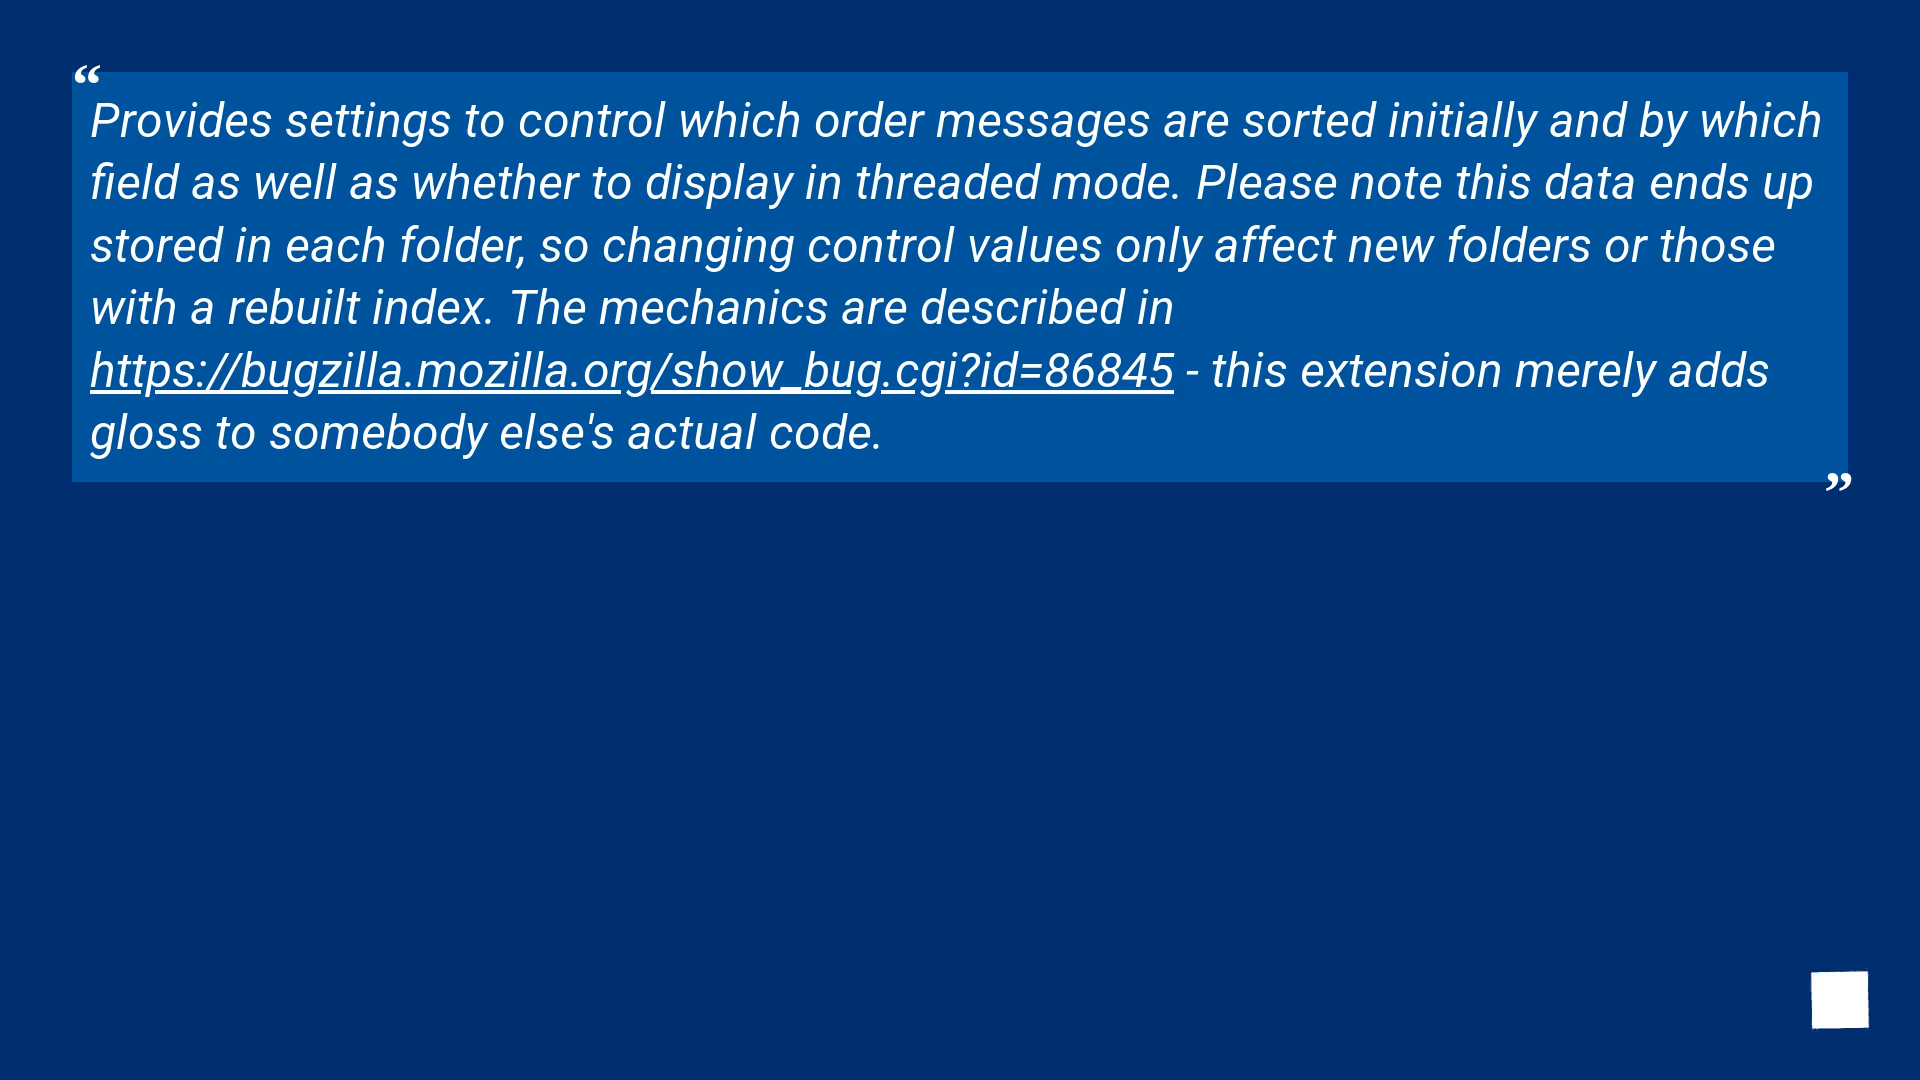 “
Provides settings to control which order messages are sorted initially and by which
field as well as whether to display in threaded mode. Please note this data ends up
stored in each folder, so changing control values only affect new folders or those
with a rebuilt index. The mechanics are described in
https://bugzilla.mozilla.org/show_bug.cgi?id=86845 - this extension merely adds
gloss to somebody else's actual code.
”